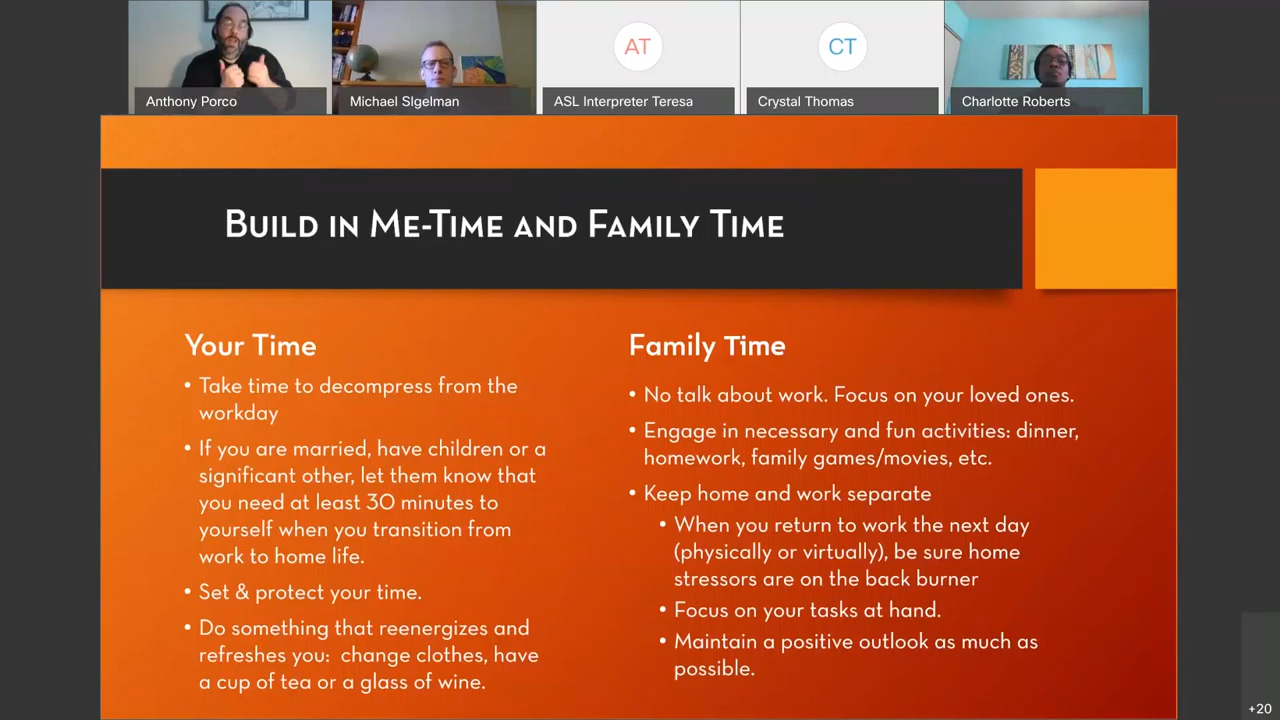 Anthony Porco
Michael SIgelman
AT
ASL Interpreter Teresa
CT
Crystal Thomas
Charlotte Roberts
Build in Me-Time and Family Time
Your Time
• Take time to decompress from the
workday
• If you are married, have children or a
significant other, let them know that
you need at least 30 minutes to
yourself when you transition from
work to home life.
• Set & protect your time.
• Do something that reenergizes and
refreshes you:  change clothes, have
a cup of tea or a glass of wine.
Family Time
• No talk about work. Focus on your loved ones.
• Engage in necessary and fun activities: dinner,
homework, family games/movies, etc.
• Keep home and work separate
• When you return to work the next day
(physically or virtually), be sure home
stressors are on the back burner
• Focus on your tasks at hand.
• Maintain a positive outlook as much as
possible.
+20